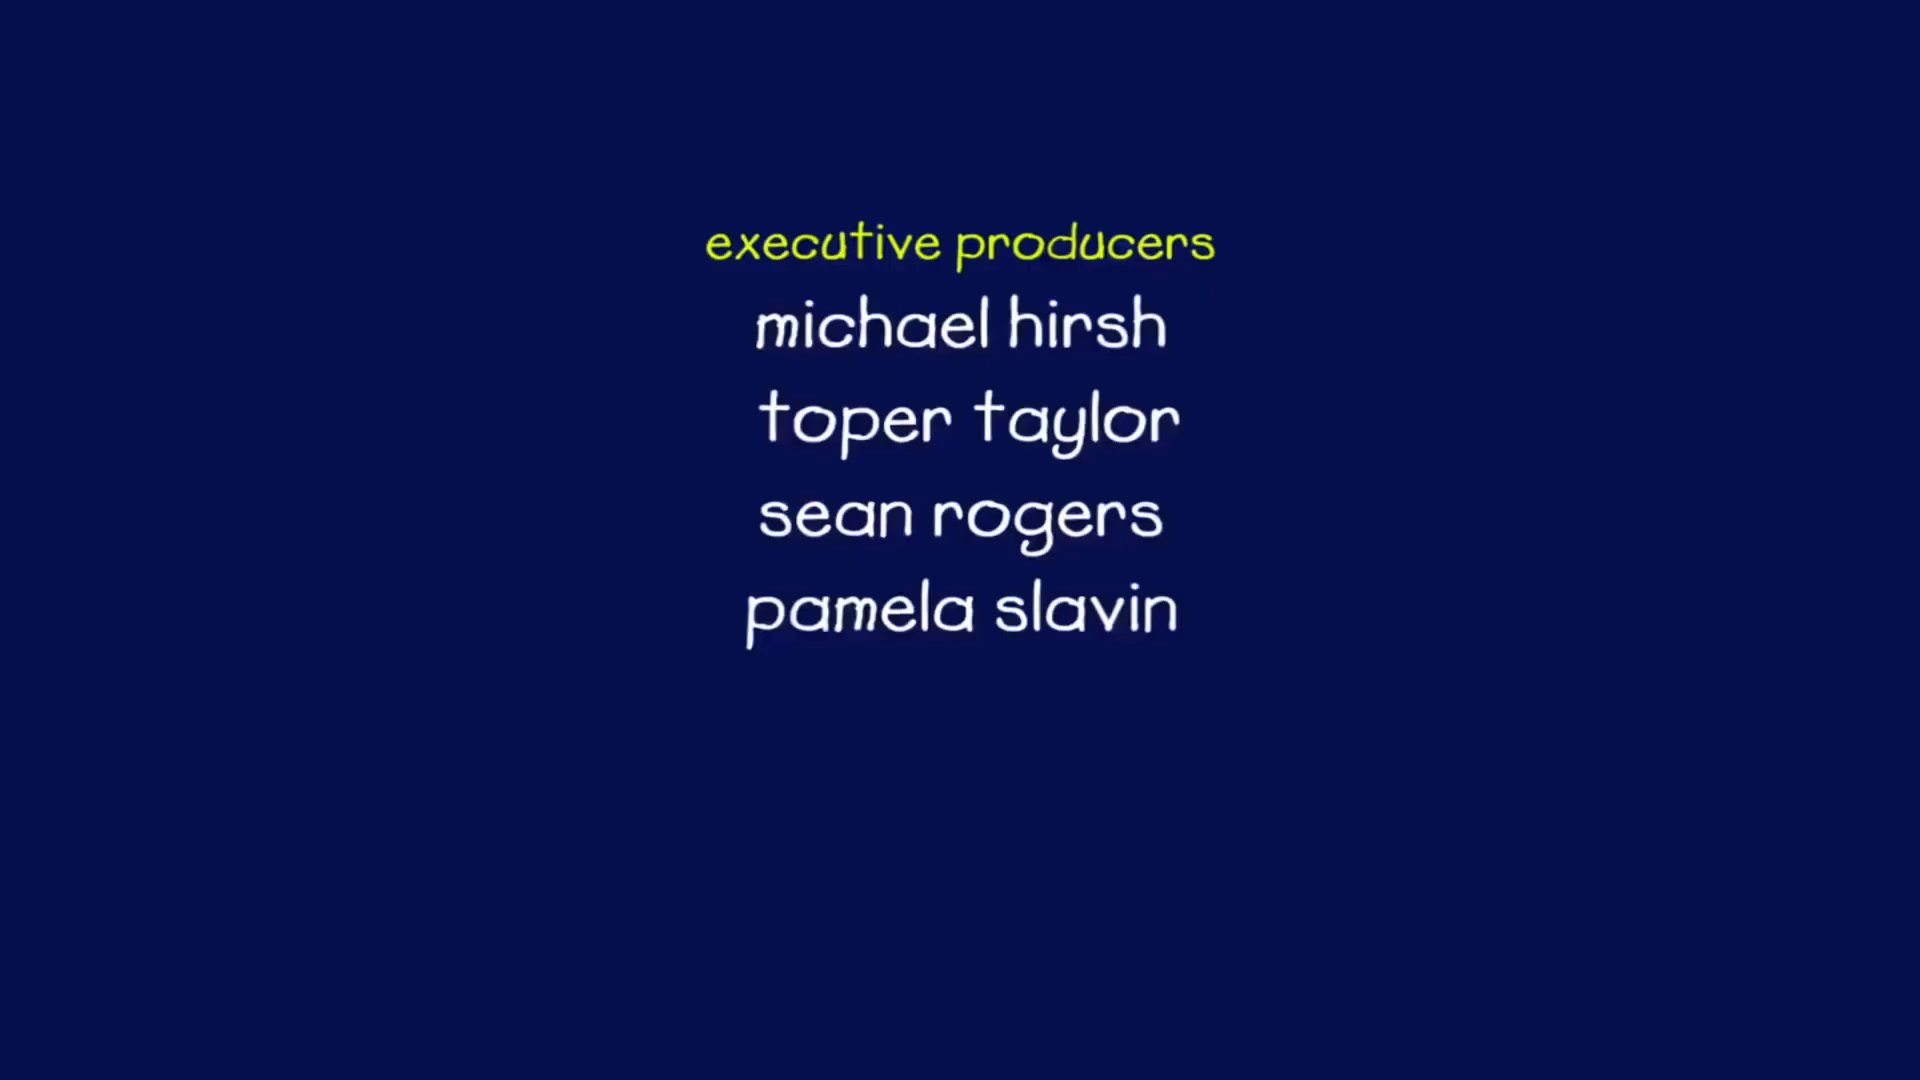 executive producers
michael hirsh
toper taylor
sean rogers
pamela slavin